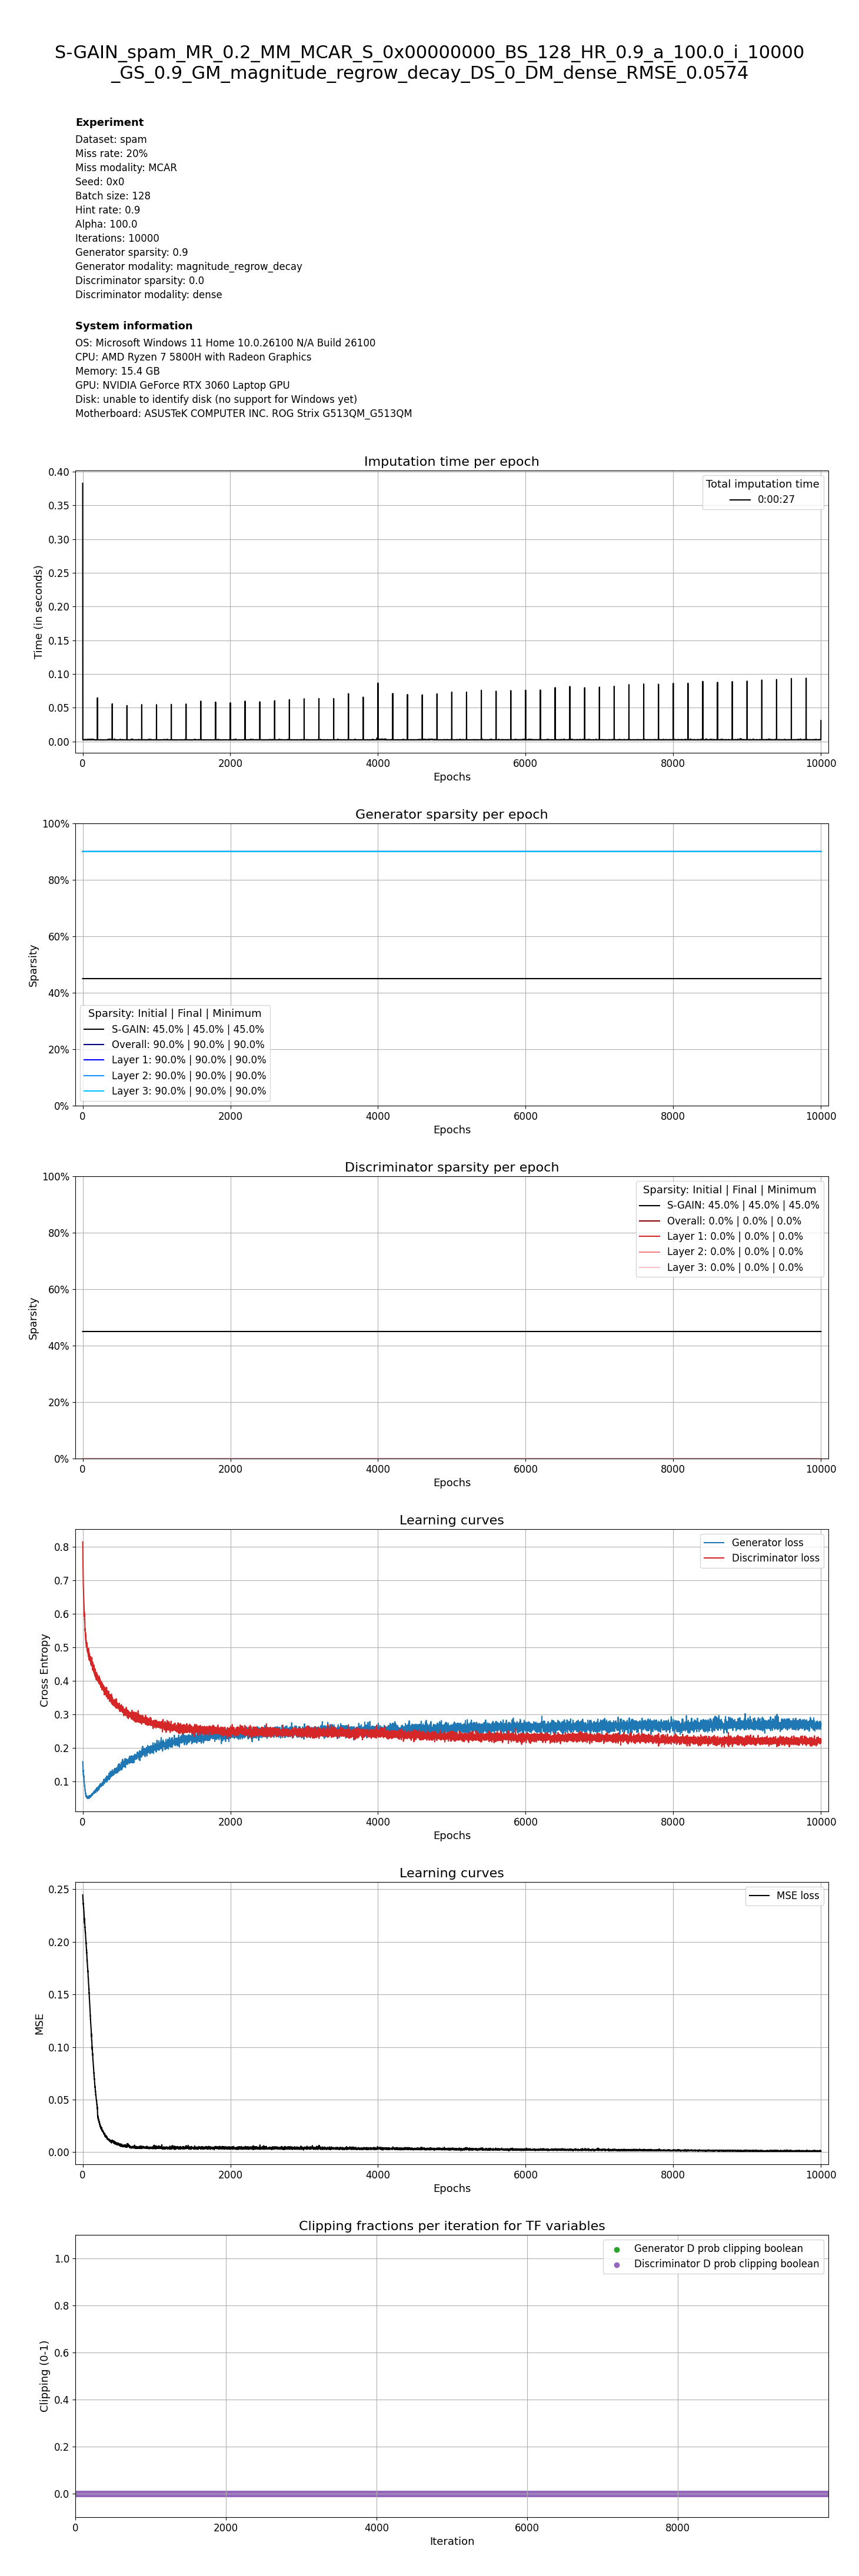 S-GAIN_spam_MR_0.2_MM_MCAR_S_0x00000000_BS_128_HR_0.9_a_100.0_i_10000
_GS_0.9_GM_magnitude_regrow_decay_DS_0_DM_dense_RMSE_0.0574
Experiment
Dataset: spam
Miss rate: 20%
Miss modality: MCAR
Seed: 0x0
Batch size: 128
Hint rate: 0.9
Alpha: 100.0
Iterations: 10000
Generator sparsity: 0.9
Generator modality: magnitude_regrow_decay
Discriminator sparsity: 0.0
Discriminator modality: dense
System information
OS: Microsoft Windows 11 Home 10.0.26100 N/A Build 26100
CPU: AMD Ryzen 7 5800H with Radeon Graphics
Memory: 15.4 GB
GPU: NVIDIA GeForce RTX 3060 Laptop GPU
Disk: unable to identify disk (no support for Windows yet)
Motherboard: ASUSTeK COMPUTER INC. ROG Strix G513QM_G513QM
Imputation time per epoch
Total imputation time
0:00:27
Time (in seconds)
0.40
0.35
0.30
0.25
0.20
0.15
0.10
0.05
0.00
0 2000 4000 6000 8000 10000
Epochs
Generator sparsity per epoch
Sparsity
100%
80%
60%
40%
20%
0%
Sparsity: Initial | Final | Minimum
S-GAIN: 45.0% | 45.0% | 45.0%
Overall: 90.0% | 90.0% | 90.0%
Layer 1: 90.0% | 90.0% | 90.0%
Layer 2: 90.0% | 90.0% | 90.0%
Layer 3: 90.0% | 90.0% | 90.0%
0 2000 4000 6000 8000 10000
Epochs
Discriminator sparsity per epoch
Sparsity
100%
80%
60%
40%
20%
0%
Sparsity: Initial | Final | Minimum
S-GAIN: 45.0% | 45.0% | 45.0%
Overall: 0.0% | 0.0% | 0.0%
Layer 1: 0.0% | 0.0% | 0.0%
Layer 2: 0.0% | 0.0% | 0.0%
Layer 3: 0.0% | 0.0% | 0.0%
0 2000 4000 6000 8000 10000
Epochs
Learning curves
Generator loss
Discriminator loss
Cross Entropy
0.8
0.7
0.6
0.5
0.4
0.3
0.2
0.1
0 2000 4000 6000 8000 10000
Epochs
Learning curves
MSE loss
MSE
0.25
0.20
0.15
0.10
0.05
0.00
0 2000 4000 6000 8000 10000
Epochs
Clipping fractions per iteration for TF variables
Generator D prob clipping boolean
Discriminator D prob clipping boolean
Clipping (0-1)
1.0
0.8
0.6
0.4
0.2
0.0
0 2000 4000 6000 8000
Iteration